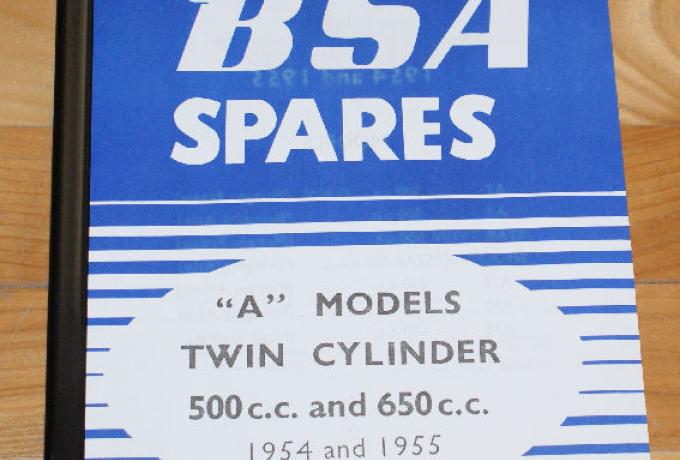 BSA
SPARES
“A” MODELS
TWIN CYLINDER
500 c.c. and 650 c.c.
1954 and 1955